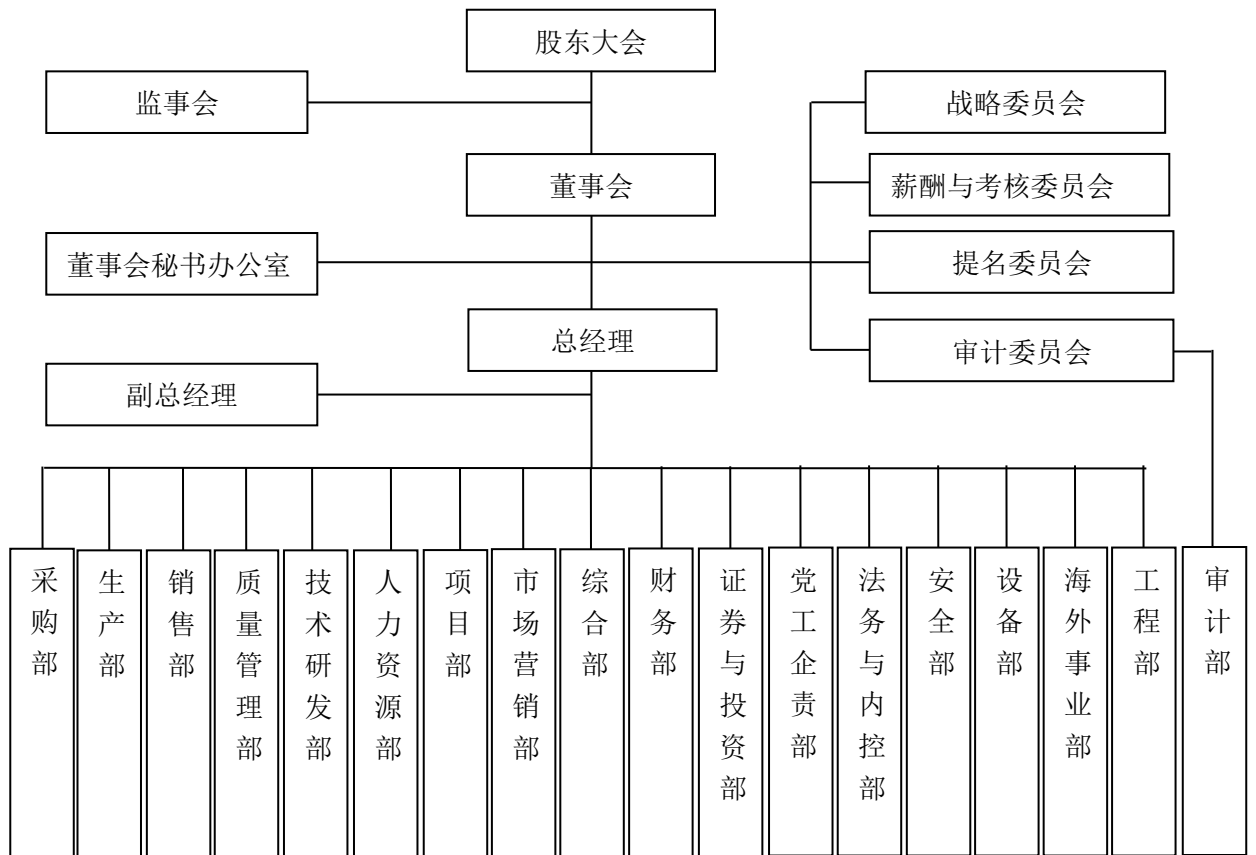 股东大会
监事会
战略委员会
董事会
薪酬与考核委员会
董事会秘书办公室
提名委员会
总经理
审计委员会
副总经理
采购部
生产部
销售部
质量管理部
技术研发部
人力资源部
项目部
市场营销部
综合部
财务部
证券与投资部
党工企责部
法务与内控部
安全部
设备部
海外事业部
工程部
审计部